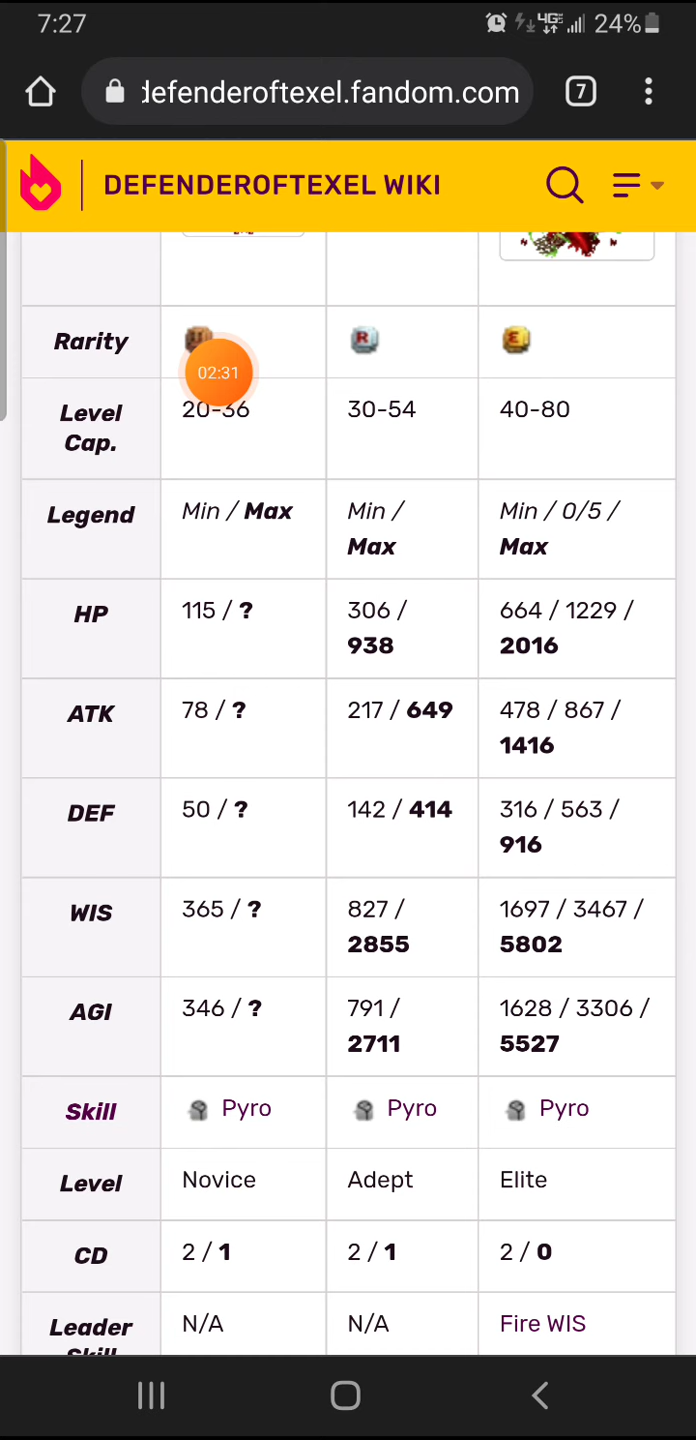 7:27 4G 24%
defenderoftexel.fandom.com 7
DEFENDEROFTEXEL WIKI
Rarity R E
02:31
Level 20-36 30-54 40-80
Cap.
Legend Min / Max Min / Min / 0/5 /
Max Max
HP 115 / ? 306 / 664 / 1229 /
938 2016
ATK 78 / ? 217 / 649 478 / 867 /
1416
DEF 50 / ? 142 / 414 316 / 563 /
916
WIS 365 / ? 827 / 1697 / 3467 /
2855 5802
AGI 346 / ? 791 / 1628 / 3306 /
2711 5527
Skill Pyro Pyro Pyro
Level Novice Adept Elite
CD 2 / 1 2 / 1 2 / 0
Leader N/A N/A Fire WIS
Skill